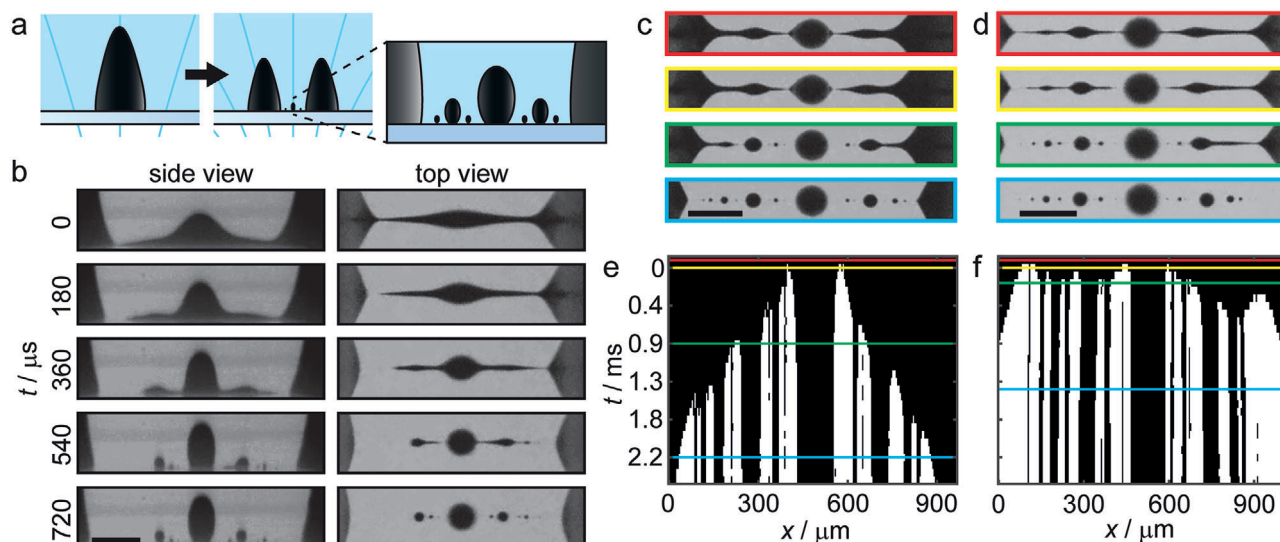 a
b
side view top view
0
180
360
540
720
t / μs
c
d
e
f
0
0.4
0.9
1.3
1.8
2.2
t / ms
0 300 600 900
x / μm
0 300 600 900
x / μm